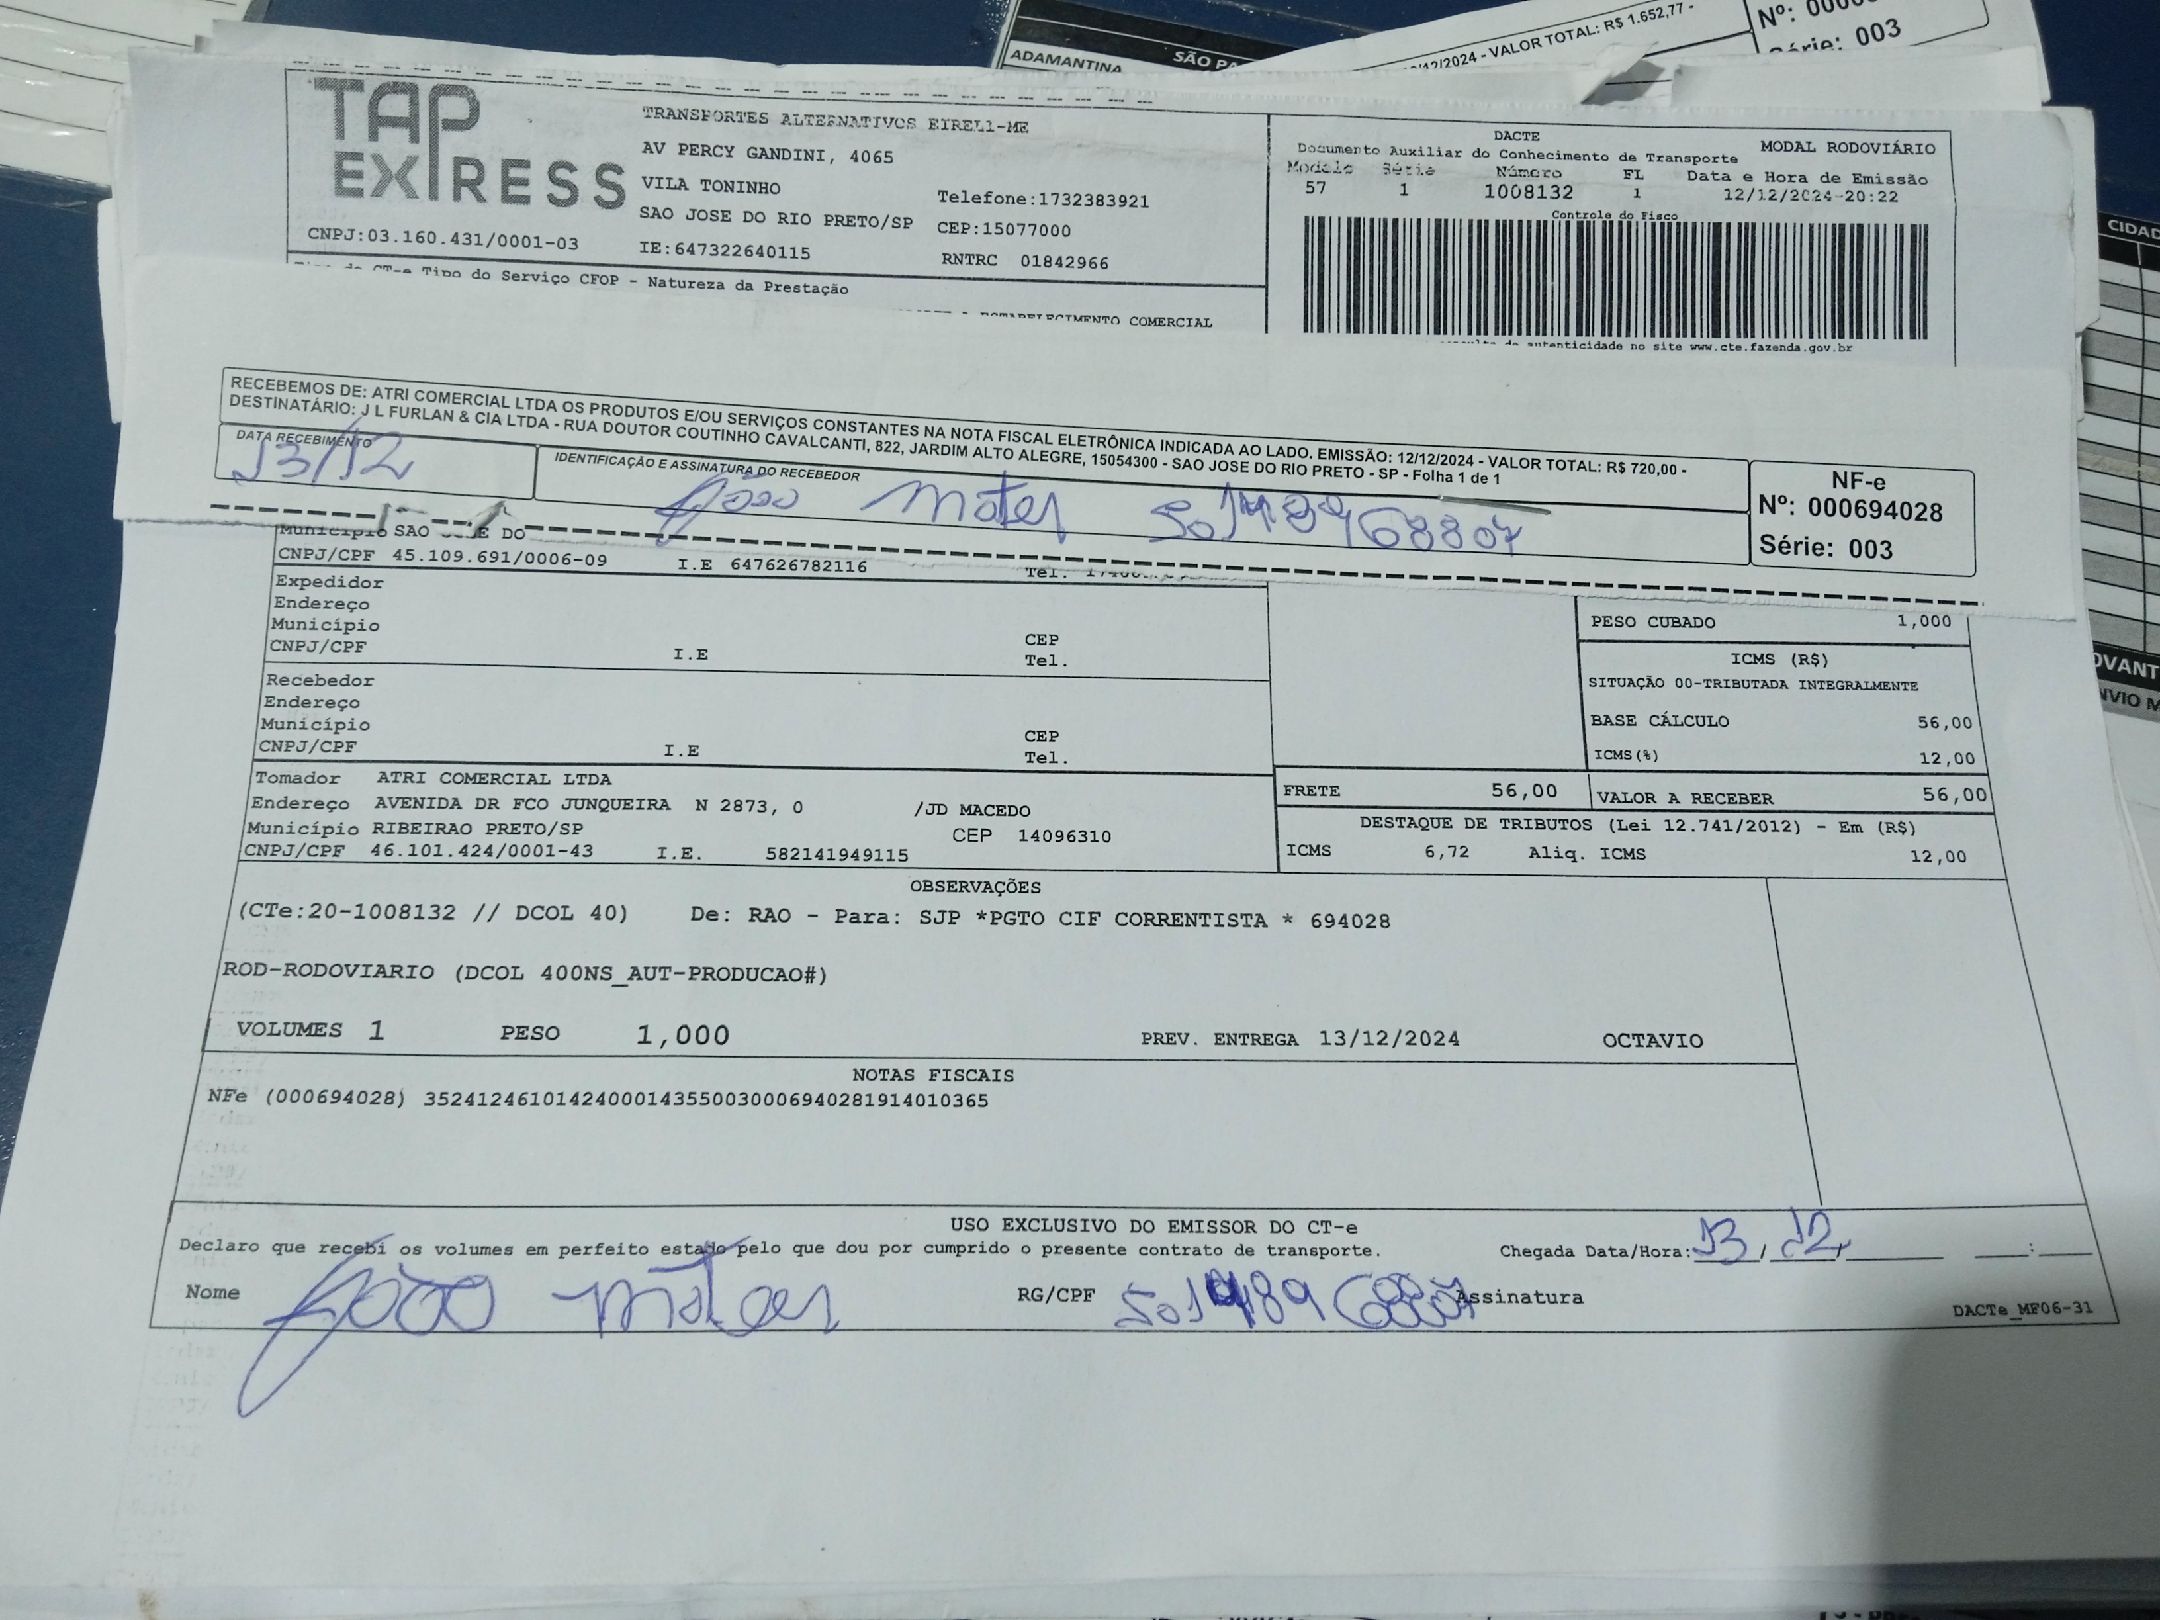 ADAMANTINA
SÃO PA
12/2024 - VALOR TOTAL: R$ 1.652,77 -
Nº: 0000
Série: 003
TAP EXPRESS
TRANSPORTES ALTERNATIVOS EIRELI-ME
AV PERCY GANDINI, 4065
VILA TONINHO
SAO JOSE DO RIO PRETO/SP
Telefone:1732383921
CEP:15077000
CNPJ:03.160.431/0001-03
IE:647322640115
RNTRC 01842966
DACTE
MODAL RODOVIÁRIO
Documento Auxiliar do Conhecimento de Transporte
Modelo Série Número FL Data e Hora de Emissão
57 1 1008132 1 12/12/2024-20:22
Controle do Fisco
CT-e Tipo do Serviço CFOP - Natureza da Prestação
ESTABELECIMENTO COMERCIAL
autenticidade no site www.cte.fazenda.gov.br
CIDAD
RECEBEMOS DE: ATRI COMERCIAL LTDA OS PRODUTOS E/OU SERVIÇOS CONSTANTES NA NOTA FISCAL ELETRÔNICA INDICADA AO LADO. EMISSÃO: 12/12/2024 - VALOR TOTAL: R$ 720,00 -
DESTINATÁRIO: J L FURLAN & CIA LTDA - RUA DOUTOR COUTINHO CAVALCANTI, 822, JARDIM ALTO ALEGRE, 15054300 - SAO JOSE DO RIO PRETO - SP - Folha 1 de 1
DATA RECEBIMENTO
13/12
IDENTIFICAÇÃO E ASSINATURA DO RECEBEDOR
João
NF-e
Nº: 000694028
Série: 003
Município SAO JOSE DO
CNPJ/CPF 45.109.691/0006-09 I.E 647626782116 Tel.
Expedidor
Endereço
Município CEP
CNPJ/CPF I.E Tel.
Recebedor
Endereço
Município CEP
CNPJ/CPF I.E Tel.
Tomador ATRI COMERCIAL LTDA
Endereço AVENIDA DR FCO JUNQUEIRA N 2873, 0 /JD MACEDO
Município RIBEIRAO PRETO/SP CEP 14096310
CNPJ/CPF 46.101.424/0001-43 I.E. 582141949115
PESO CUBADO 1,000
ICMS (R$)
SITUAÇÃO 00-TRIBUTADA INTEGRALMENTE
BASE CÁLCULO 56,00
ICMS(%) 12,00
FRETE 56,00 VALOR A RECEBER 56,00
DESTAQUE DE TRIBUTOS (Lei 12.741/2012) - Em (R$)
ICMS 6,72 Aliq. ICMS 12,00
OVANT
NVIO M
OBSERVAÇÕES
(CTe:20-1008132 // DCOL 40) De: RAO - Para: SJP *PGTO CIF CORRENTISTA * 694028
ROD-RODOVIARIO (DCOL 400NS_AUT-PRODUCAO#)
VOLUMES 1 PESO 1,000 PREV. ENTREGA 13/12/2024 OCTAVIO
NOTAS FISCAIS
NFe (000694028) 35241246101424000143550030006940281914010365
USO EXCLUSIVO DO EMISSOR DO CT-e
Declaro que recebi os volumes em perfeito estado pelo que dou por cumprido o presente contrato de transporte. Chegada Data/Hora: 13 / 12 / :
Nome João RG/CPF Assinatura
DACTe_MF06-31